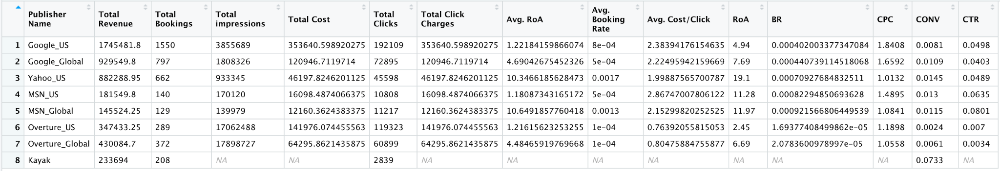 Publisher Name Total Revenue Total Bookings Total impressions Total Cost Total Clicks Total Click Charges Avg. RoA Avg. Booking Rate Avg. Cost/Click RoA BR CPC CONV CTR
1 Google_US 1745481.8 1550 3855689 353640.598920275 192109 353640.598920275 1.22184159866074 8e-04 2.38394176154635 4.94 0.000402003377347084 1.8408 0.0081 0.0498
2 Google_Global 929549.8 797 1808326 120946.7119714 72895 120946.7119714 4.69042675452326 5e-04 2.22495942159669 7.69 0.000440739114518068 1.6592 0.0109 0.0403
3 Yahoo_US 882288.95 662 933345 46197.8246201125 45598 46197.8246201125 10.3466185628473 0.0017 1.99887565700787 19.1 0.00070927684832511 1.0132 0.0145 0.0489
4 MSN_US 181549.8 140 170120 16098.4874066375 10808 16098.4874066375 1.18087343165172 5e-04 2.86747007806122 11.28 0.00082294850693628 1.4895 0.013 0.0635
5 MSN_Global 145524.25 129 139979 12160.3624383375 11217 12160.3624383375 10.6491857760418 0.0013 2.15299820252525 11.97 0.000921566806449539 1.0841 0.0115 0.0801
6 Overture_US 347433.25 289 17062488 141976.074455563 119323 141976.074455563 1.21615623253255 1e-04 0.76392055815053 2.45 1.69377408499862e-05 1.1898 0.0024 0.007
7 Overture_Global 430084.7 372 17898727 64295.8621435875 60899 64295.8621435875 4.48465919769668 1e-04 0.80475884755877 6.69 2.0783600978997e-05 1.0558 0.0061 0.0034
8 Kayak 233694 208 NA NA 2839 NA NA NA NA NA NA NA 0.0733 NA